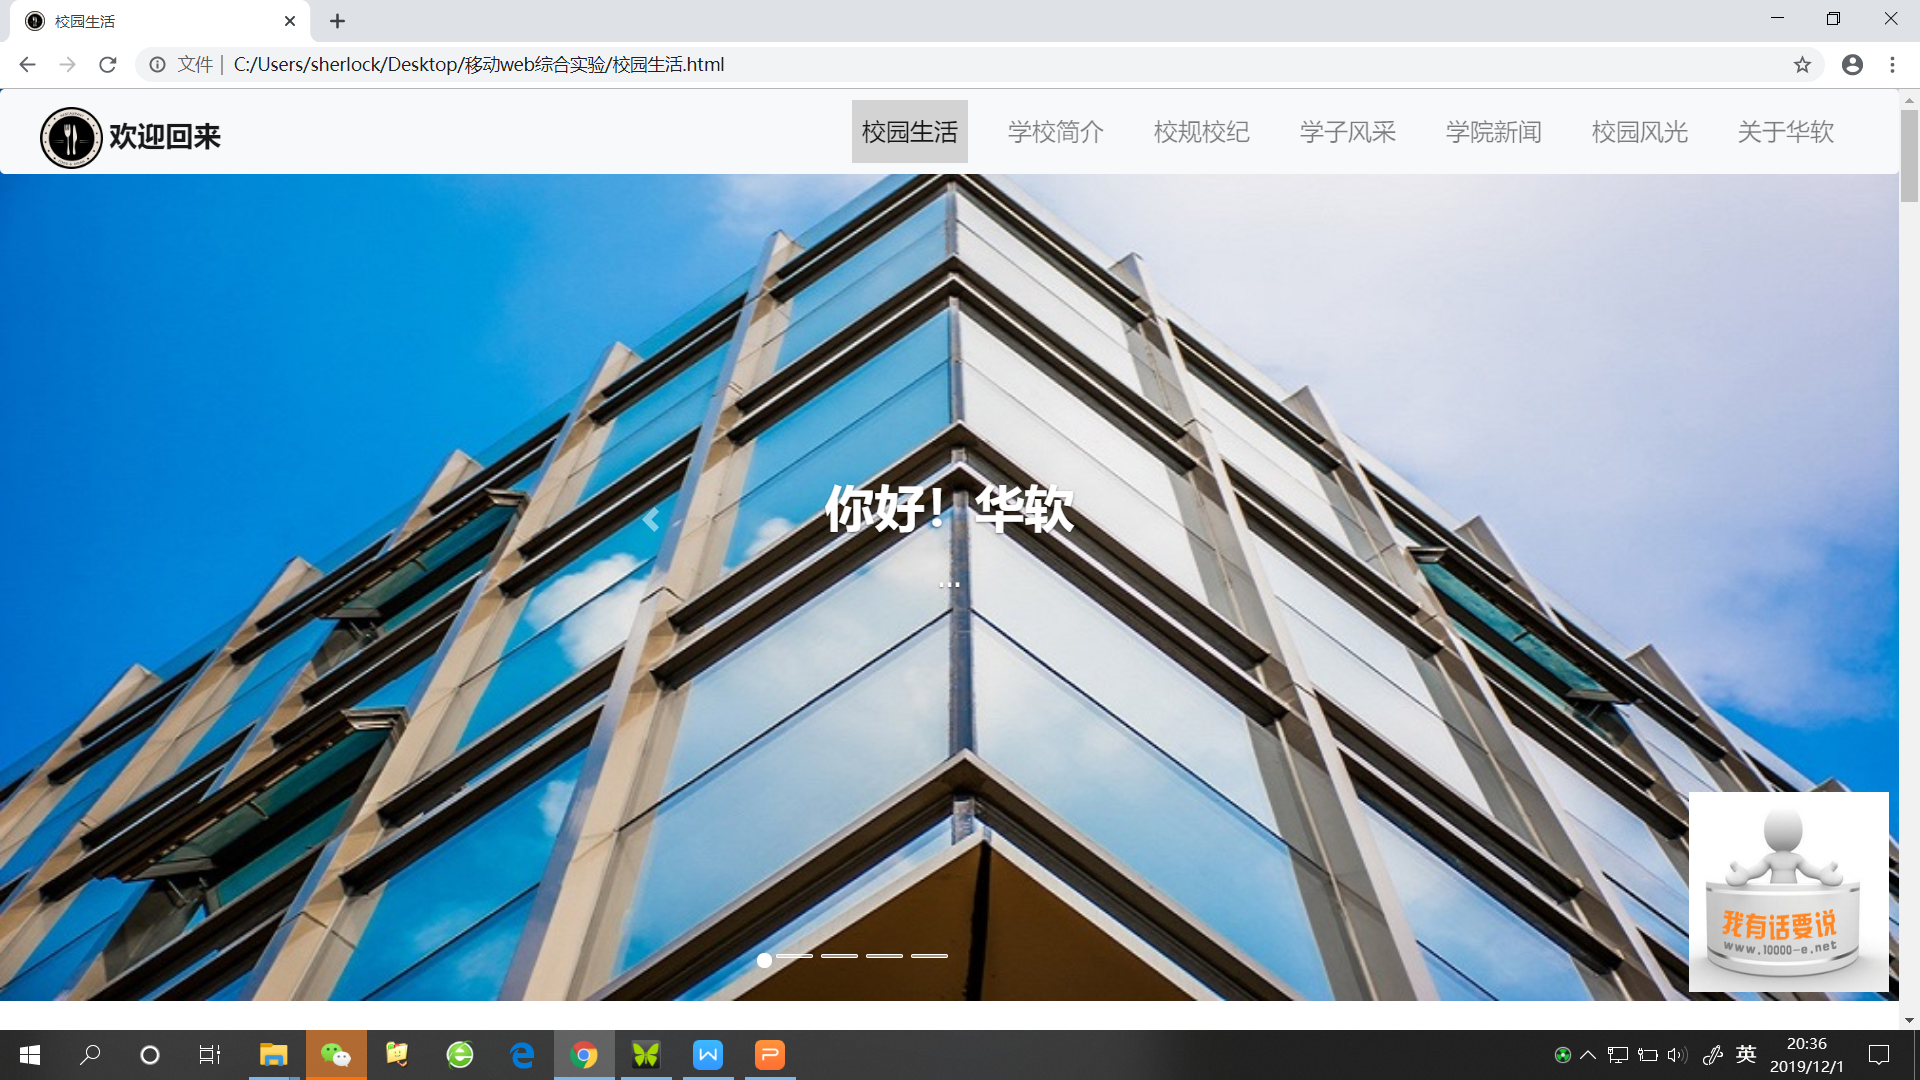 校园生活
文件 | C:/Users/sherlock/Desktop/移动web综合实验/校园生活.html
欢迎回来
校园生活 学校简介 校规校纪 学子风采 学院新闻 校园风光 关于华软
你好！华软
...
我有话要说
www.10000-e.net
英
20:36
2019/12/1